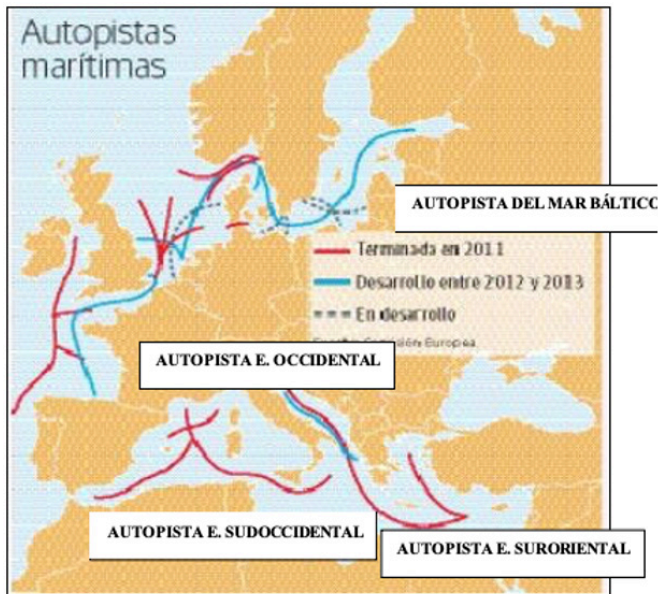 Autopistas
marítimas
AUTOPISTA DEL MAR BÁLTICO
Terminada en 2011
Desarrollo entre 2012 y 2013
En desarrollo
Europea
AUTOPISTA E. OCCIDENTAL
AUTOPISTA E. SUDOCCIDENTAL
AUTOPISTA E. SURORIENTAL